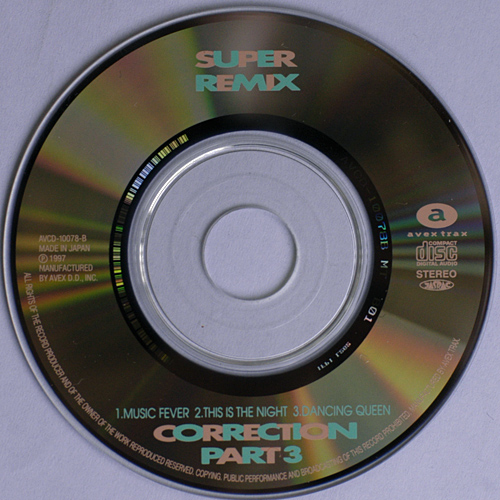 SUPER
REMIX
AVCD-10078-B
MADE IN JAPAN
Ⓟ 1997
MANUFACTURED
BY AVEX D.D., INC.
a
avex trax
COMPACT
disc
DIGITAL AUDIO
STEREO
1.MUSIC FEVER 2.THIS IS THE NIGHT 3.DANCING QUEEN
CORRECTION
PART 3
ALL RIGHTS OF THE RECORD PRODUCER AND OF THE OWNER OF THE WORK REPRODUCED RESERVED. COPYING, PUBLIC PERFORMANCE AND BROADCASTING OF THIS RECORD PROHIBITED.